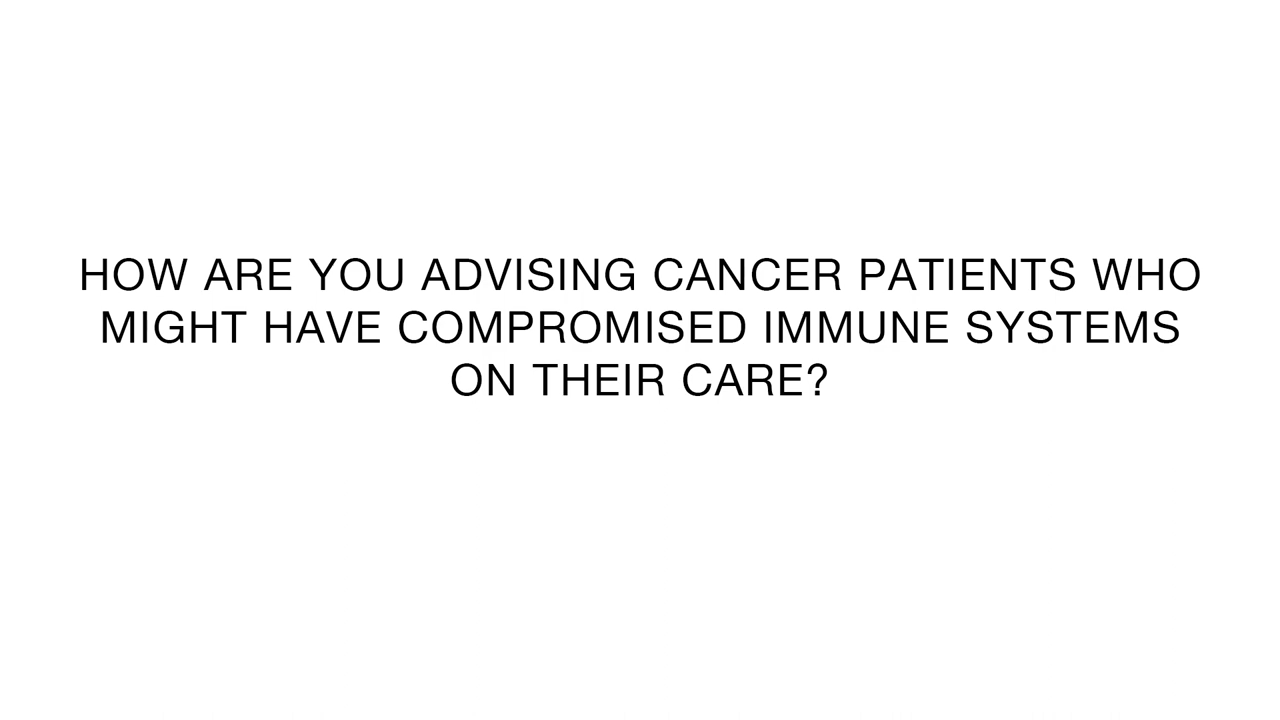 HOW ARE YOU ADVISING CANCER PATIENTS WHO
MIGHT HAVE COMPROMISED IMMUNE SYSTEMS
ON THEIR CARE?